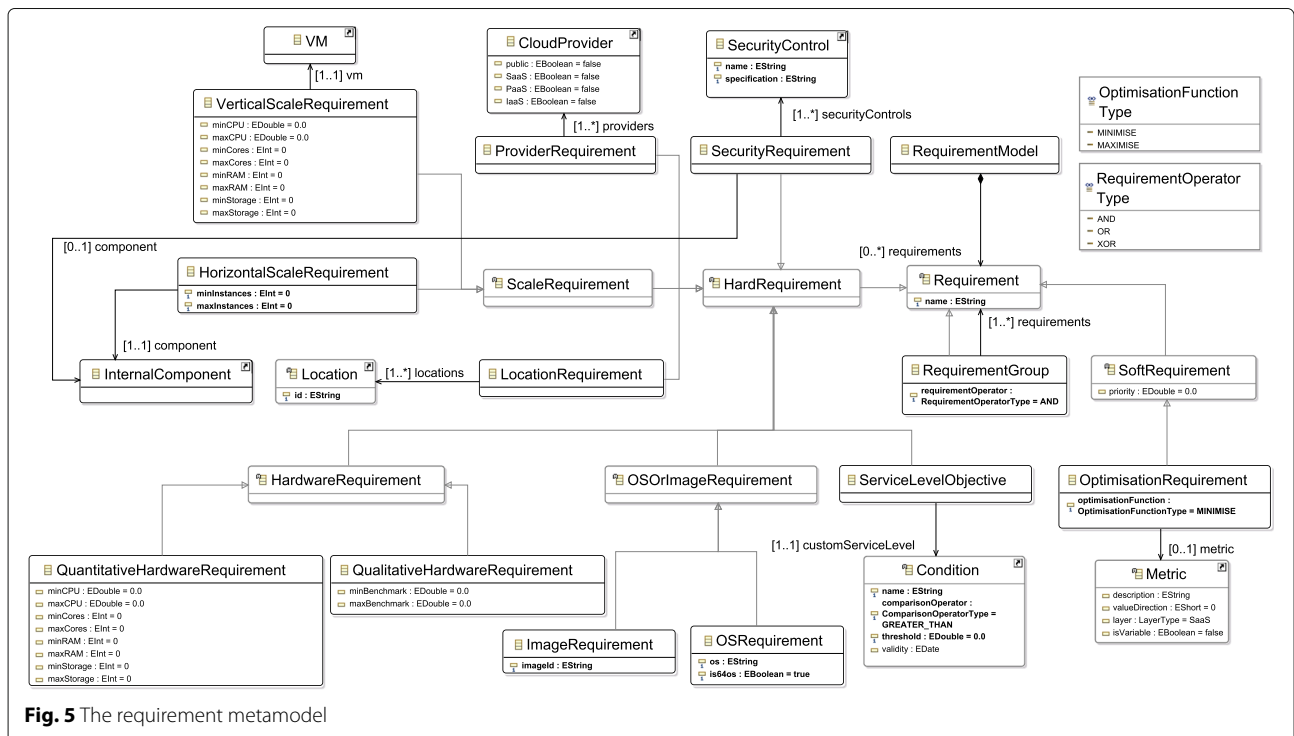 VM
[1..1] vm
CloudProvider
public : EBoolean = false
SaaS : EBoolean = false
PaaS : EBoolean = false
IaaS : EBoolean = false
[1..*] providers
SecurityControl
name : EString
specification : EString
[1..*] securityControls
OptimisationFunction
Type
MINIMISE
MAXIMISE
VerticalScaleRequirement
minCPU : EDouble = 0.0
maxCPU : EDouble = 0.0
minCores : EInt = 0
maxCores : EInt = 0
minRAM : EInt = 0
maxRAM : EInt = 0
minStorage : EInt = 0
maxStorage : EInt = 0
ProviderRequirement
SecurityRequirement
RequirementModel
RequirementOperator
Type
AND
OR
XOR
[0..1] component
[0..*] requirements
HorizontalScaleRequirement
minInstances : EInt = 0
maxInstances : EInt = 0
ScaleRequirement
HardRequirement
Requirement
name : EString
[1..*] requirements
[1..1] component
InternalComponent
Location
id : EString
[1..*] locations
LocationRequirement
RequirementGroup
requirementOperator :
RequirementOperatorType = AND
SoftRequirement
priority : EDouble = 0.0
HardwareRequirement
OSOrImageRequirement
ServiceLevelObjective
OptimisationRequirement
optimisationFunction :
OptimisationFunctionType = MINIMISE
[1..1] customServiceLevel
[0..1] metric
QuantitativeHardwareRequirement
minCPU : EDouble = 0.0
maxCPU : EDouble = 0.0
minCores : EInt = 0
maxCores : EInt = 0
minRAM : EInt = 0
maxRAM : EInt = 0
minStorage : EInt = 0
maxStorage : EInt = 0
QualitativeHardwareRequirement
minBenchmark : EDouble = 0.0
maxBenchmark : EDouble = 0.0
ImageRequirement
imageId : EString
OSRequirement
os : EString
is64os : EBoolean = true
Condition
name : EString
comparisonOperator :
ComparisonOperatorType =
GREATER_THAN
threshold : EDouble = 0.0
validity : EDate
Metric
description : EString
valueDirection : EShort = 0
layer : LayerType = SaaS
isVariable : EBoolean = false
Fig. 5 The requirement metamodel